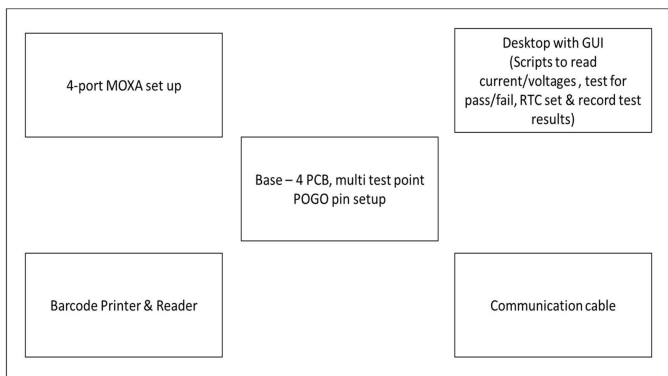 4-port MOXA set up
Desktop with GUI
(Scripts to read
current/voltages , test for
pass/fail, RTC set & record test
results)
Base – 4 PCB, multi test point
POGO pin setup
Barcode Printer & Reader
Communication cable